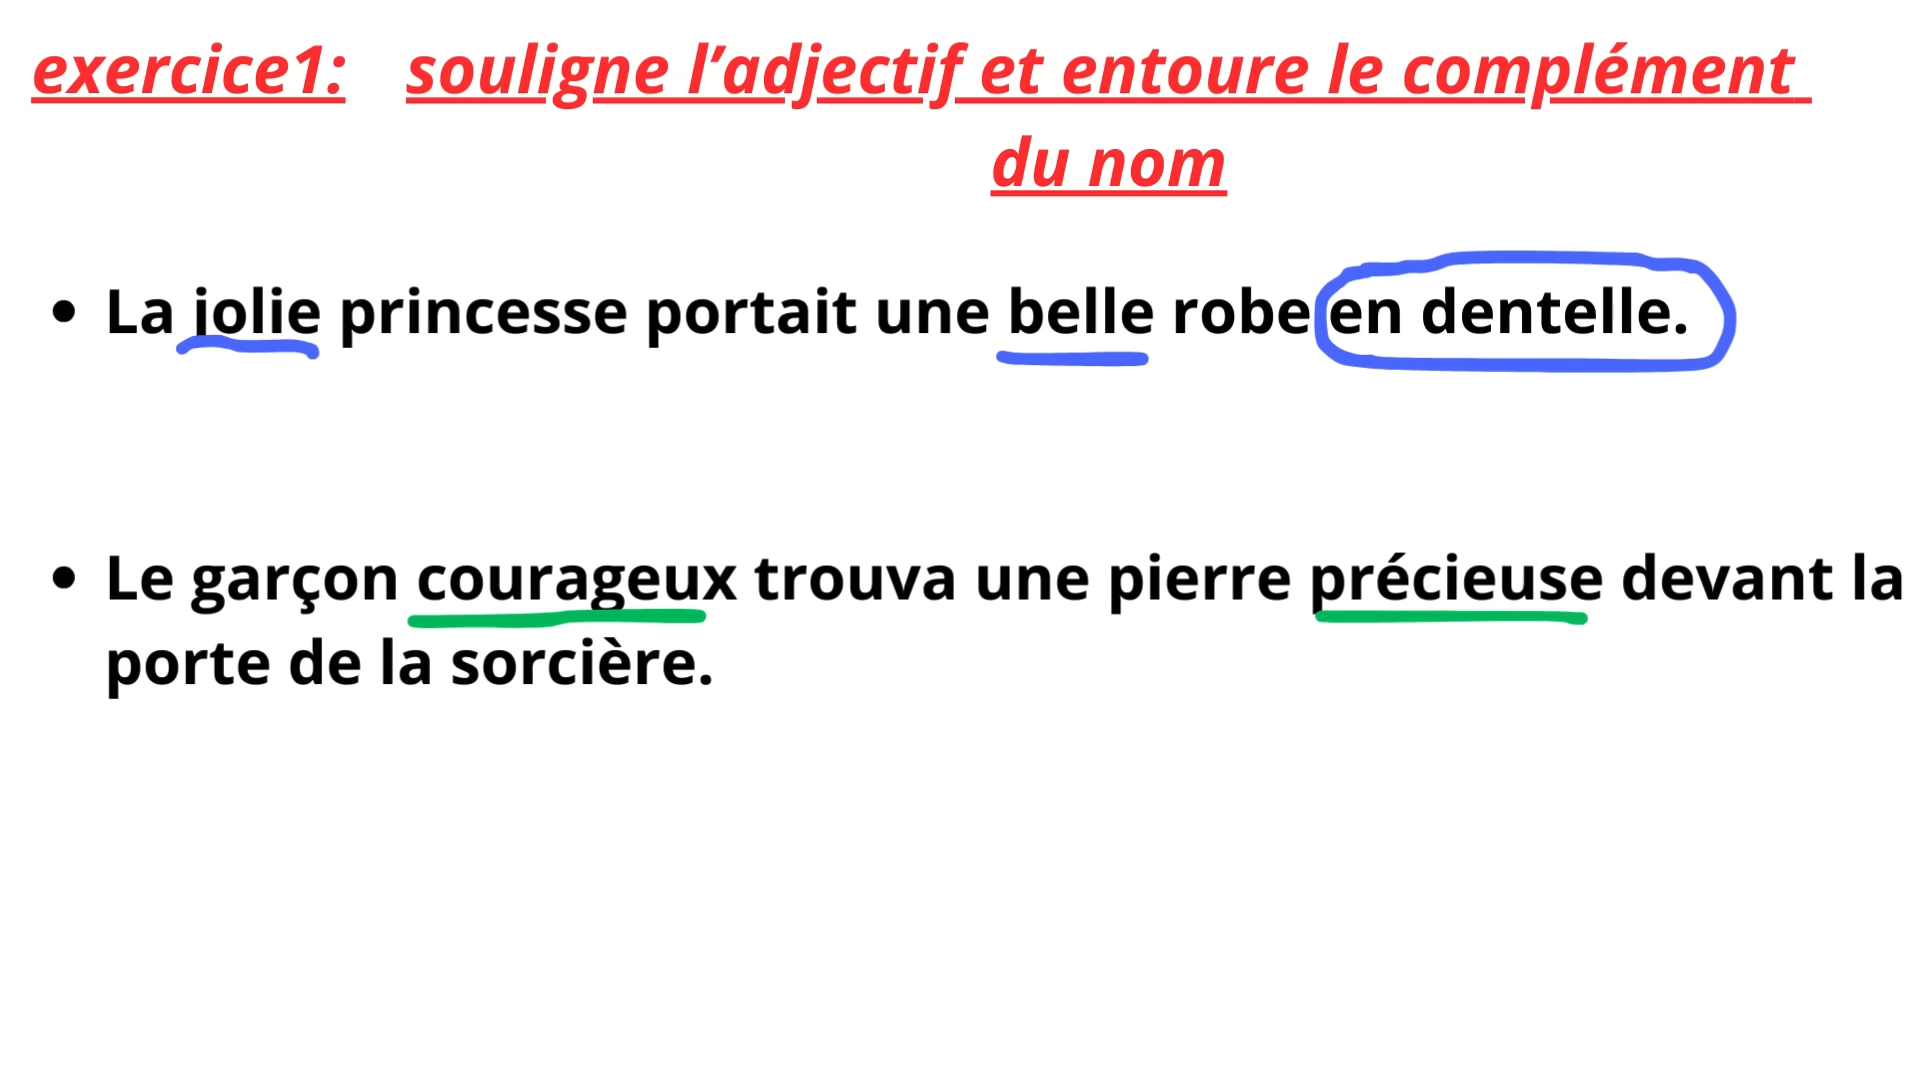 exercice1: souligne l’adjectif et entoure le complément
du nom
• La jolie princesse portait une belle robe en dentelle.
• Le garçon courageux trouva une pierre précieuse devant la
porte de la sorcière.